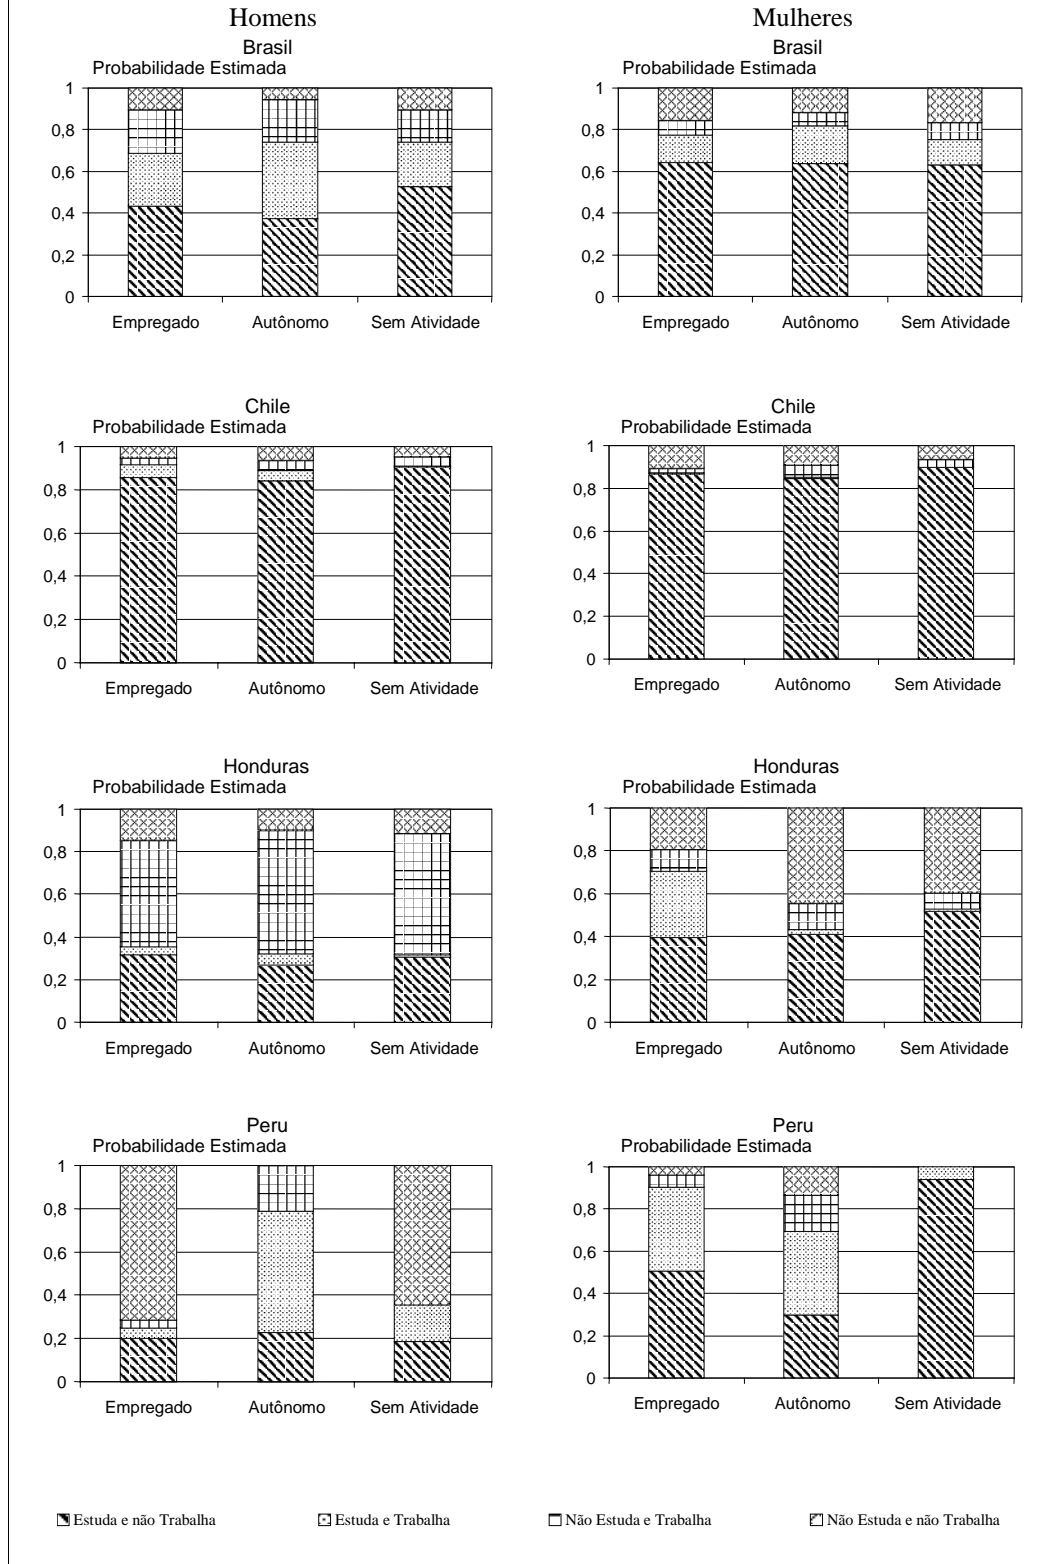 Homens Mulheres
Brasil Brasil
Probabilidade Estimada Probabilidade Estimada
1 1
0,8 0,8
0,6 0,6
0,4 0,4
0,2 0,2
0 0
Empregado Autônomo Sem Atividade Empregado Autônomo Sem Atividade
Chile Chile
Probabilidade Estimada Probabilidade Estimada
1 1
0,8 0,8
0,6 0,6
0,4 0,4
0,2 0,2
0 0
Empregado Autônomo Sem Atividade Empregado Autônomo Sem Atividade
Honduras Honduras
Probabilidade Estimada Probabilidade Estimada
1 1
0,8 0,8
0,6 0,6
0,4 0,4
0,2 0,2
0 0
Empregado Autônomo Sem Atividade Empregado Autônomo Sem Atividade
Peru Peru
Probabilidade Estimada Probabilidade Estimada
1 1
0,8 0,8
0,6 0,6
0,4 0,4
0,2 0,2
0 0
Empregado Autônomo Sem Atividade Empregado Autônomo Sem Atividade
Estuda e não Trabalha Estuda e Trabalha Não Estuda e Trabalha Não Estuda e não Trabalha